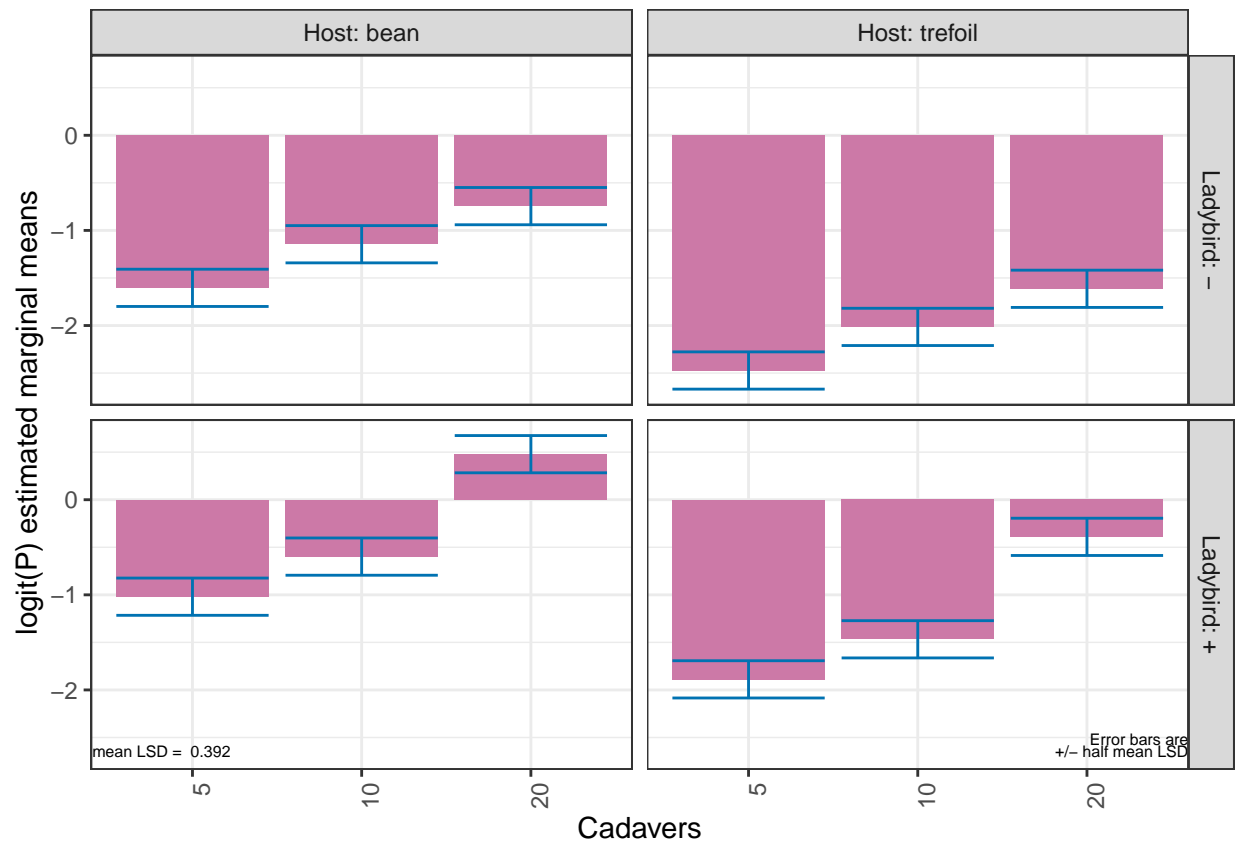 Host: bean
Host: trefoil
logit(P) estimated marginal means
0
−1
−2
Ladybird: −
0
−1
−2
Ladybird: +
mean LSD = 0.392
Error bars are
+/− half mean LSD
5
10
20
5
10
20
Cadavers